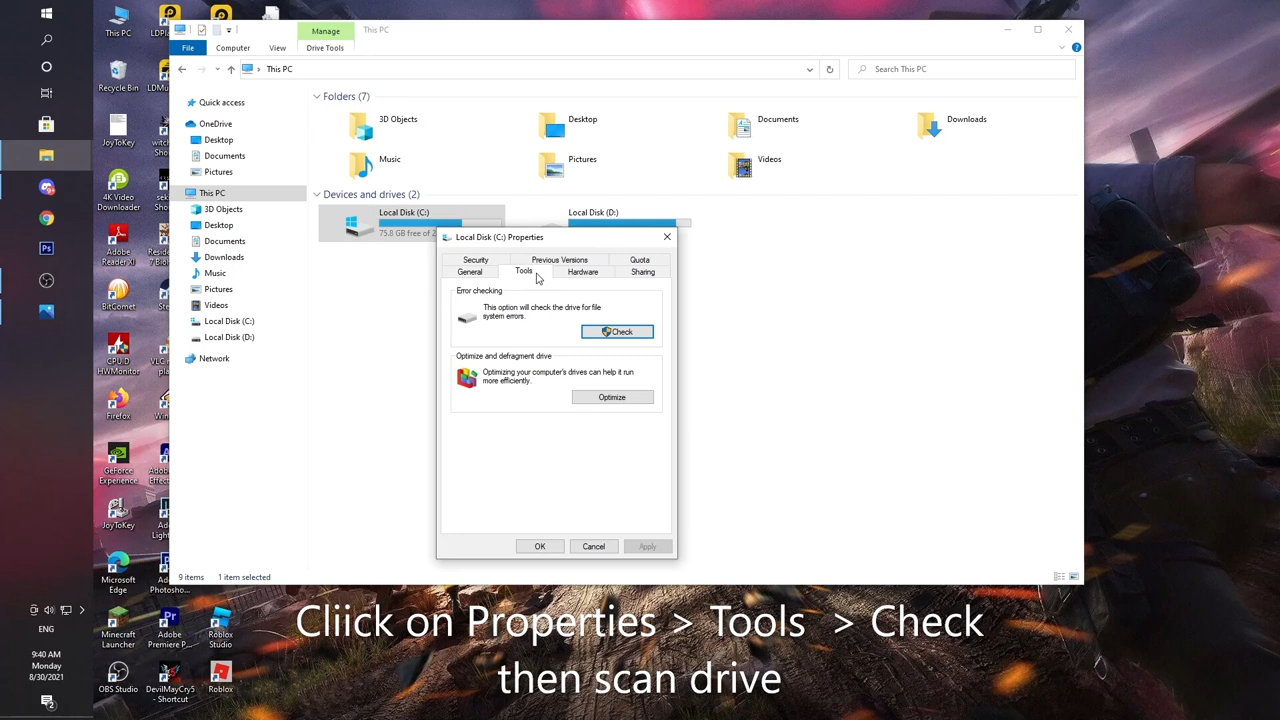 This PC
LDPla
Recycle Bin
LDMu
JoyToKey
witch
Sho
4K Video
Downloader
sek
Sho
Adobe
Reader XI
Resid
7 Bio
BitComet
Ste
CPUID
HWMonitor
VLC m
pla
Firefox
Win
GeForce
Experience
Adob
Effect
JoyToKey
Ado
Light
Microsoft
Edge
Adob
Photosho...
Minecraft
Launcher
Adobe
Premiere P...
Roblox
Studio
OBS Studio
DevilMayCry5
- Shortcut
Roblox
Manage
This PC
File
Computer
View
Drive Tools
This PC
Search This PC
Quick access
OneDrive
Desktop
Documents
Pictures
This PC
3D Objects
Desktop
Documents
Downloads
Music
Pictures
Videos
Local Disk (C:)
Local Disk (D:)
Network
Folders (7)
3D Objects
Desktop
Documents
Downloads
Music
Pictures
Videos
Devices and drives (2)
Local Disk (C:)
75.8 GB free of 2
Local Disk (D:)
Local Disk (C:) Properties
Security
Previous Versions
Quota
General
Tools
Hardware
Sharing
Error checking
This option will check the drive for file
system errors.
Check
Optimize and defragment drive
Optimizing your computer's drives can help it run
more efficiently.
Optimize
OK
Cancel
Apply
9 items
1 item selected
ENG
9:40 AM
Monday
8/30/2021
2
Cliick on Properties > Tools > Check
then scan drive